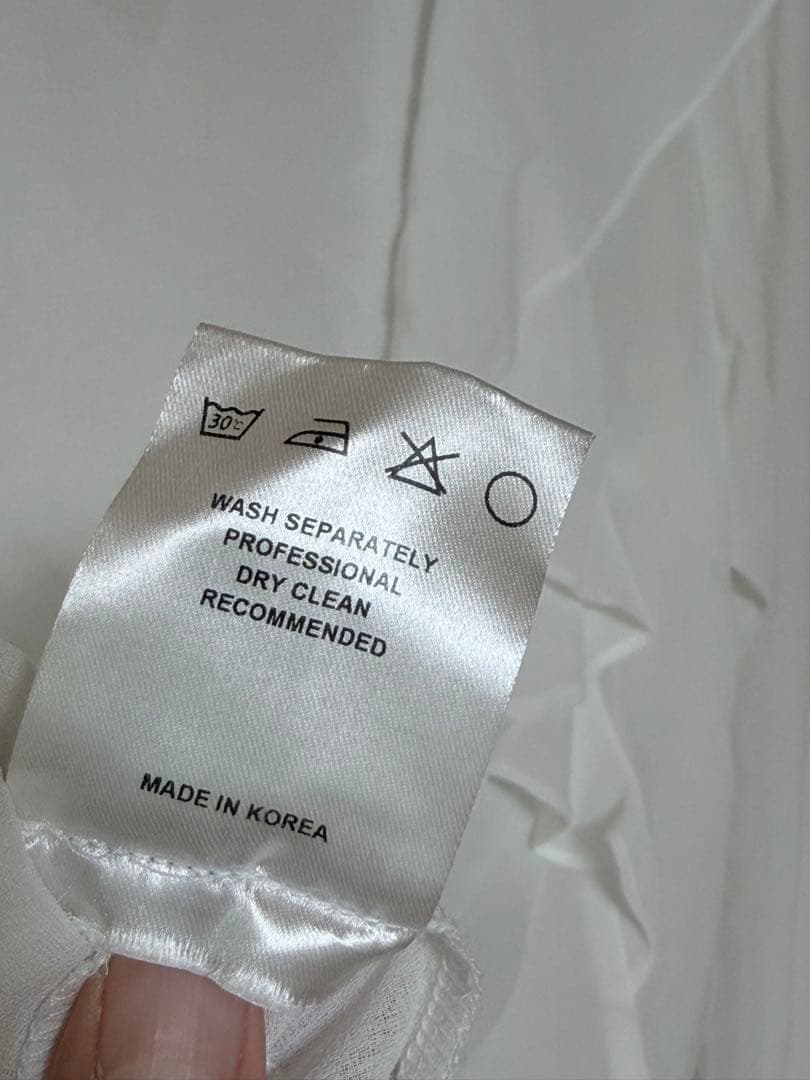 30℃
WASH SEPARATELY
PROFESSIONAL
DRY CLEAN
RECOMMENDED
MADE IN KOREA